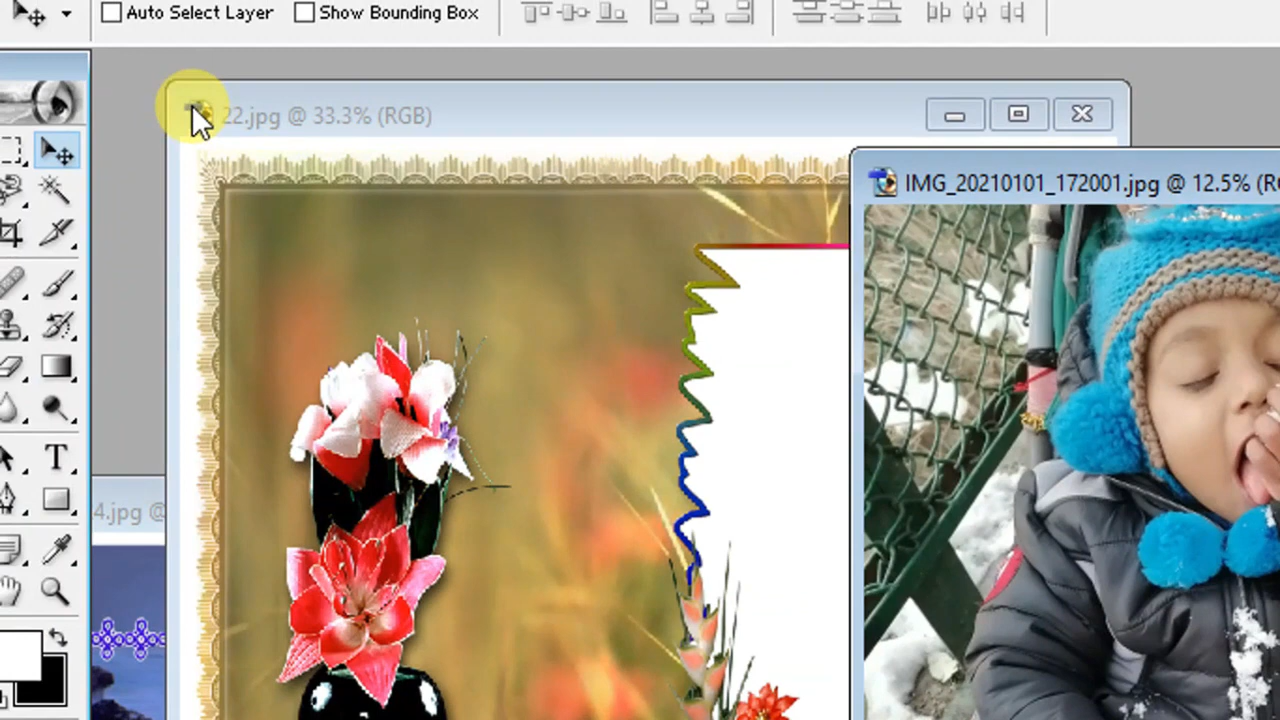 Auto Select Layer Show Bounding Box
22.jpg @ 33.3% (RGB)
IMG_20210101_172001.jpg @ 12.5% (R
4.jpg @
T